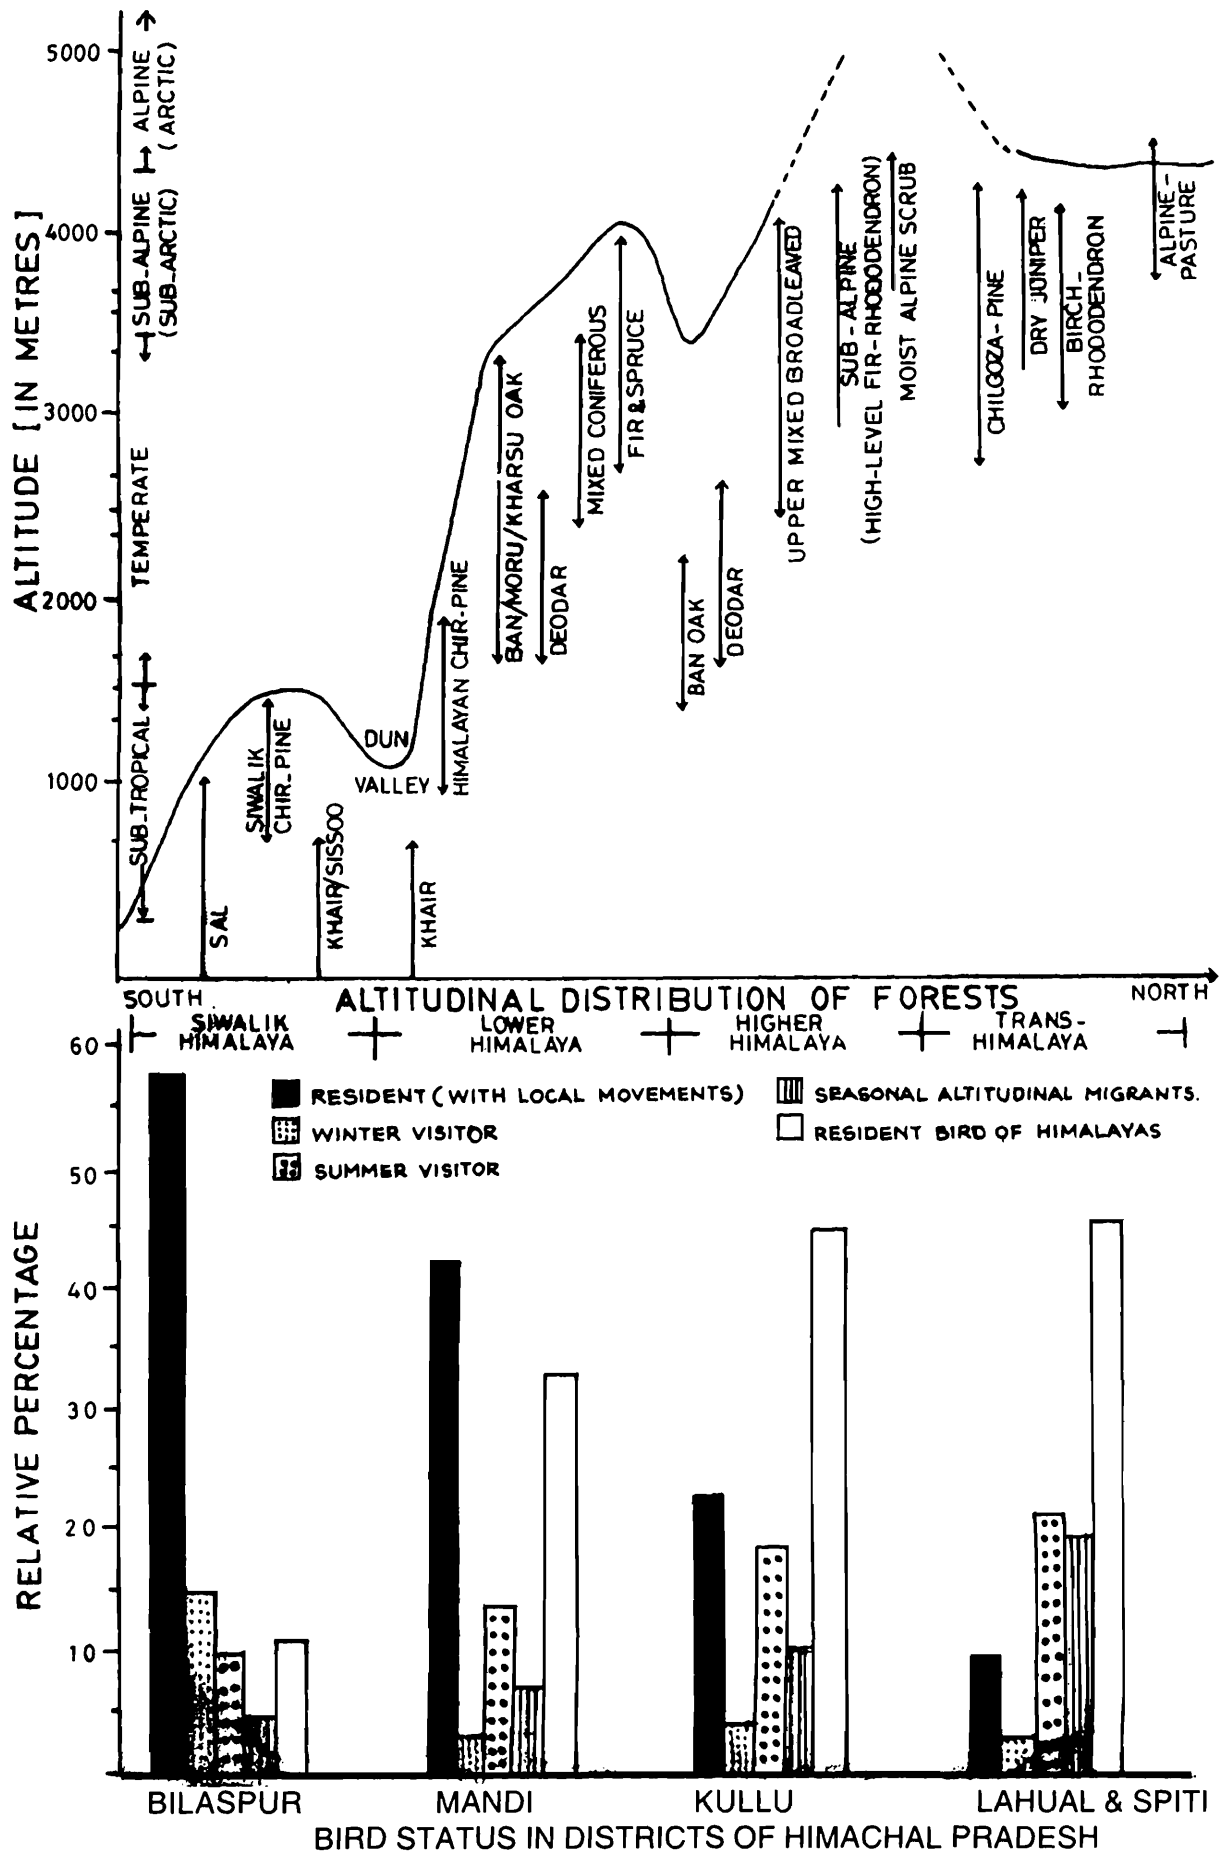 ALTITUDE [IN METRES]
5000
4000
3000
2000
1000
ALPINE
(ARCTIC)
SUB-ALPINE
(SUB-ARCTIC)
TEMPERATE
SUB-TROPICAL
SAL
SIWALIK
CHIR-PINE
KHAIR/SISSOO
DUN
VALLEY
KHAIR
HIMALAYAN CHIR-PINE
BAN/MORU/KHARSU OAK
DEODAR
MIXED CONIFEROUS
FIR & SPRUCE
BAN OAK
DEODAR
UPPER MIXED BROADLEAVED
SUB-ALPINE
(HIGH-LEVEL FIR-RHODODENDRON)
MOIST ALPINE SCRUB
CHILGOZA-PINE
DRY JUNIPER
BIRCH-
RHODODENDRON
ALPINE-
PASTURE
SOUTH
ALTITUDINAL DISTRIBUTION OF FORESTS
NORTH
SIWALIK
HIMALAYA
LOWER
HIMALAYA
HIGHER
HIMALAYA
TRANS-
HIMALAYA
RELATIVE PERCENTAGE
60
50
40
30
20
10
RESIDENT (WITH LOCAL MOVEMENTS)
WINTER VISITOR
SUMMER VISITOR
SEASONAL ALTITUDINAL MIGRANTS.
RESIDENT BIRD OF HIMALAYAS
BILASPUR
MANDI
KULLU
LAHUAL & SPITI
BIRD STATUS IN DISTRICTS OF HIMACHAL PRADESH